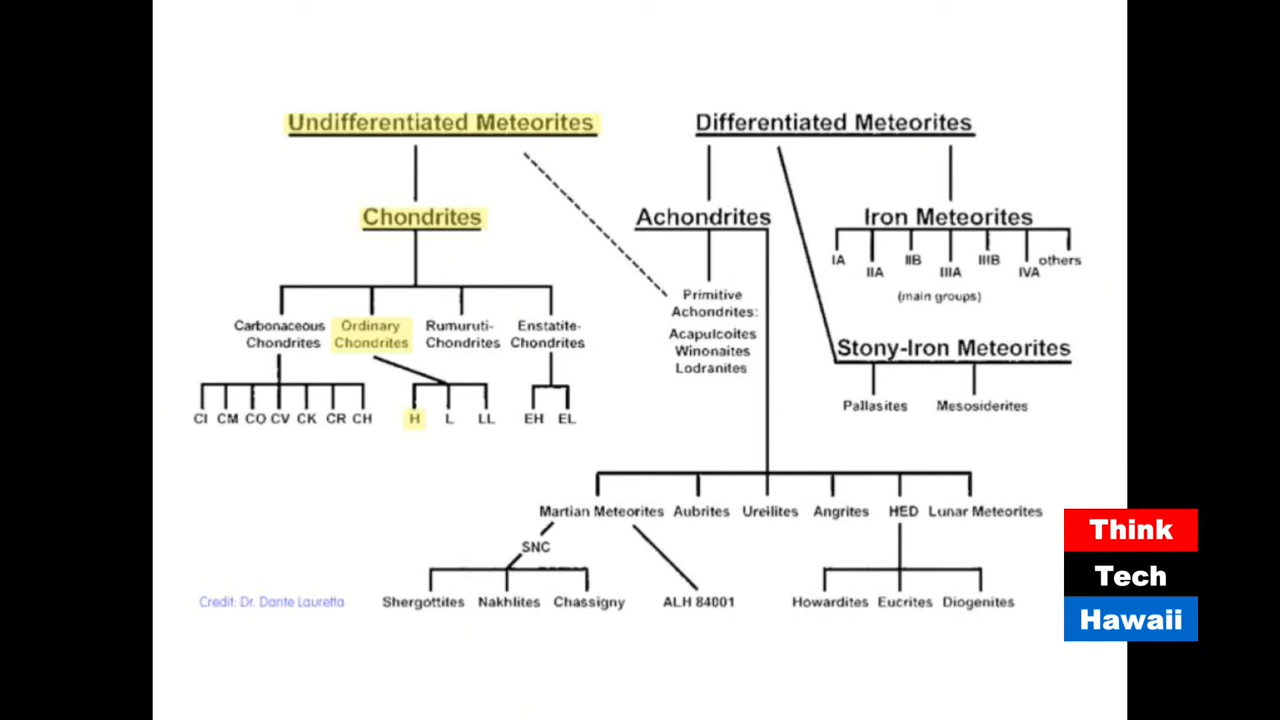 Undifferentiated Meteorites
Differentiated Meteorites
Chondrites
Achondrites
Iron Meteorites
IA
IIA
IIB
IIIA
IIIB
IVA
others
(main groups)
Primitive
Achondrites:
Acapulcoites
Winonaites
Lodranites
Carbonaceous
Chondrites
Ordinary
Chondrites
Rumuruti-
Chondrites
Enstatite-
Chondrites
Stony-Iron Meteorites
Pallasites
Mesosiderites
CI CM CO CV CK CR CH
H L LL
EH EL
Martian Meteorites
Aubrites
Ureilites
Angrites
HED
Lunar Meteorites
SNC
Shergottites
Nakhlites
Chassigny
ALH 84001
Howardites
Eucrites
Diogenites
Credit: Dr. Dante Lauretta
Think
Tech
Hawaii